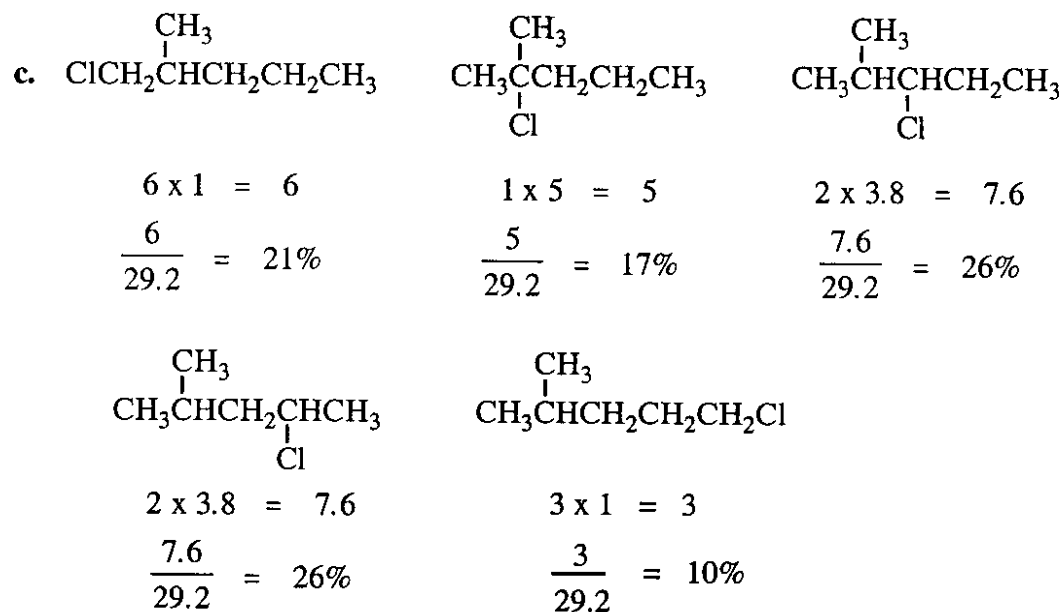 CH₃ CH₃ CH₃
c. ClCH₂CHCH₂CH₂CH₃ CH₃CCH₂CH₂CH₃ CH₃CHCHCH₂CH₃
Cl Cl
6 x 1 = 6 1 x 5 = 5 2 x 3.8 = 7.6
6/29.2 = 21% 5/29.2 = 17% 7.6/29.2 = 26%
CH₃ CH₃
CH₃CHCH₂CHCH₃ CH₃CHCH₂CH₂CH₂Cl
Cl
2 x 3.8 = 7.6 3 x 1 = 3
7.6/29.2 = 26% 3/29.2 = 10%